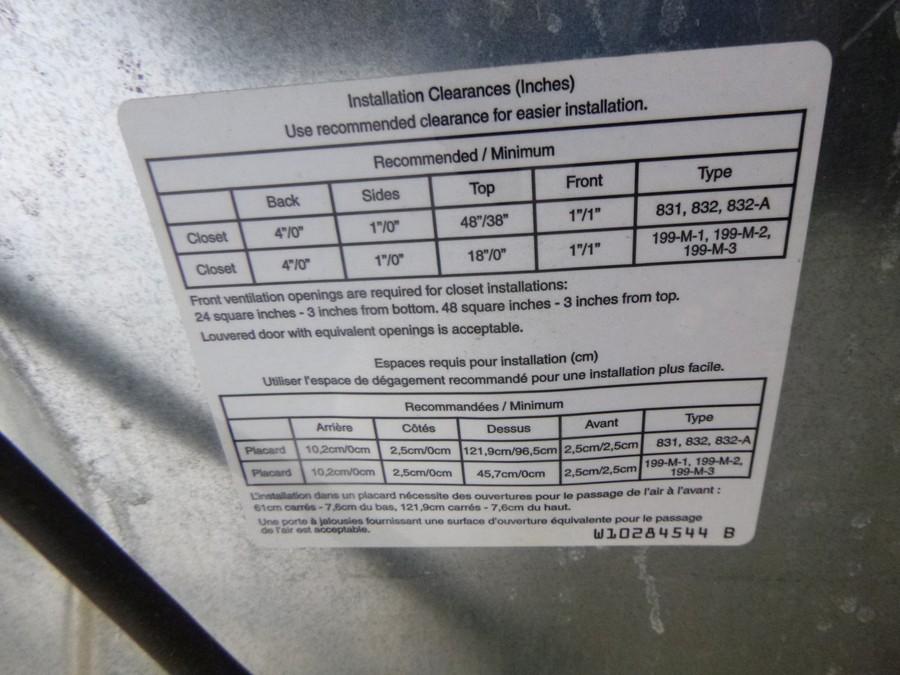 Installation Clearances (Inches)
Use recommended clearance for easier installation.
Recommended / Minimum
Back Sides Top Front Type
Closet 4"/0" 1"/0" 48"/38" 1"/1" 831, 832, 832-A
Closet 4"/0" 1"/0" 18"/0" 1"/1" 199-M-1, 199-M-2,
199-M-3
Front ventilation openings are required for closet installations:
24 square inches - 3 inches from bottom. 48 square inches - 3 inches from top.
Louvered door with equivalent openings is acceptable.
Espaces requis pour installation (cm)
Utiliser l'espace de dégagement recommandé pour une installation plus facile.
Recommandées / Minimum
Arrière Côtés Dessus Avant Type
Placard 10,2cm/0cm 2,5cm/0cm 121,9cm/96,5cm 2,5cm/2,5cm 831, 832, 832-A
Placard 10,2cm/0cm 2,5cm/0cm 45,7cm/0cm 2,5cm/2,5cm 199-M-1, 199-M-2,
199-M-3
L'installation dans un placard nécessite des ouvertures pour le passage de l'air à l'avant :
61cm carrés - 7,6cm du bas, 121,9cm carrés - 7,6cm du haut.
Une porte à jalousies fournissant une surface d'ouverture équivalente pour le passage
de l'air est acceptable.
W10284544 B